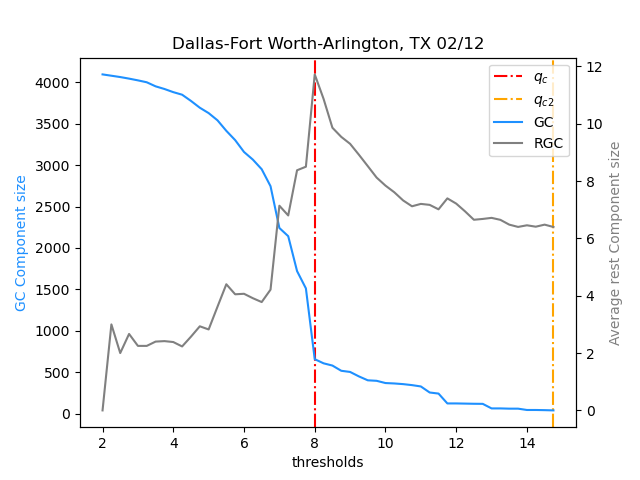 Dallas-Fort Worth-Arlington, TX 02/12
GC Component size
4000
3500
3000
2500
2000
1500
1000
500
0
2
4
6
8
10
12
14
thresholds
12
10
8
6
4
2
0
Average rest Component size
q_c
q_c2
GC
RGC